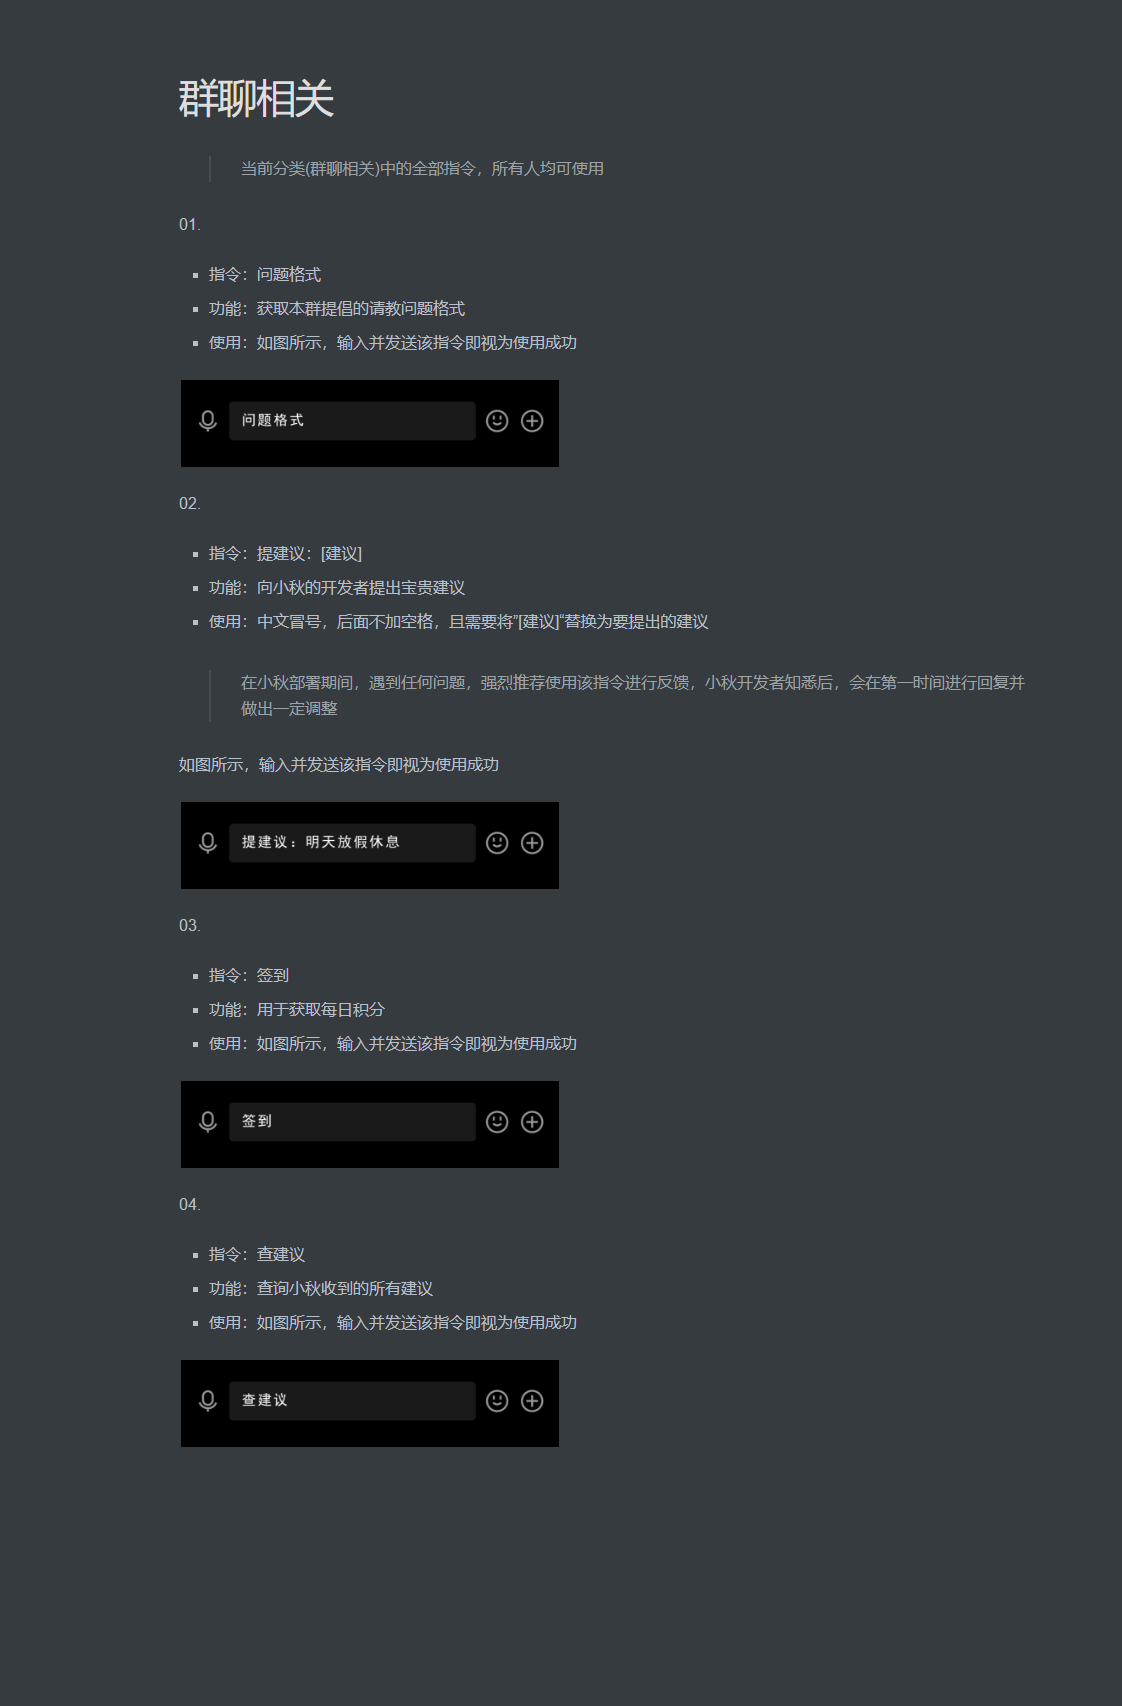 群聊相关
当前分类(群聊相关)中的全部指令，所有人均可使用
01.
指令：问题格式
功能：获取本群提倡的请教问题格式
使用：如图所示，输入并发送该指令即视为使用成功
问题格式
02.
指令：提建议：[建议]
功能：向小秋的开发者提出宝贵建议
使用：中文冒号，后面不加空格，且需要将”[建议]“替换为要提出的建议
在小秋部署期间，遇到任何问题，强烈推荐使用该指令进行反馈，小秋开发者知悉后，会在第一时间进行回复并
做出一定调整
如图所示，输入并发送该指令即视为使用成功
提建议：明天放假休息
03.
指令：签到
功能：用于获取每日积分
使用：如图所示，输入并发送该指令即视为使用成功
签到
04.
指令：查建议
功能：查询小秋收到的所有建议
使用：如图所示，输入并发送该指令即视为使用成功
查建议